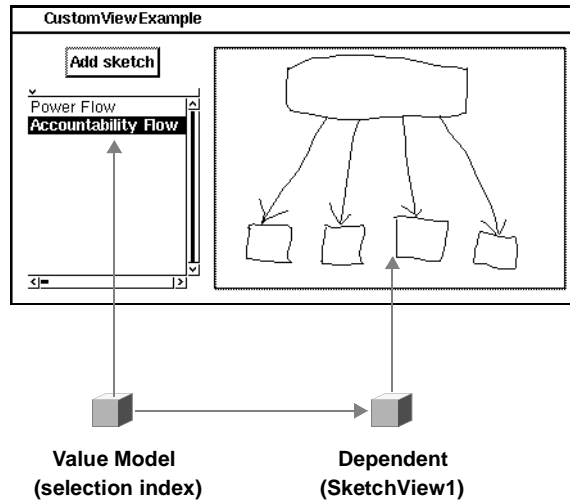 CustomViewExample
Add sketch
Power Flow
Accountability Flow
Value Model
(selection index)
Dependent
(SketchView1)